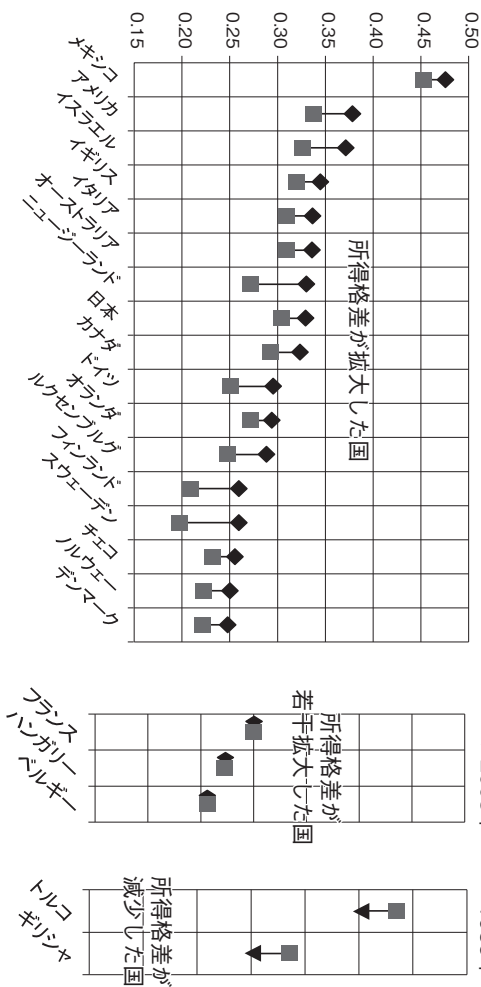 0.50
0.45
0.40
0.35
0.30
0.25
0.20
0.15
所得格差が拡大した国
メキシコ
アメリカ
イスラエル
イギリス
イタリア
オーストラリア
ニュージーランド
日本
カナダ
ドイツ
オランダ
ルクセンブルグ
フィンランド
スウェーデン
チェコ
ノルウェー
デンマーク
所得格差が
若干拡大した国
フランス
ハンガリー
ベルギー
所得格差が
減少した国
トルコ
ギリシャ